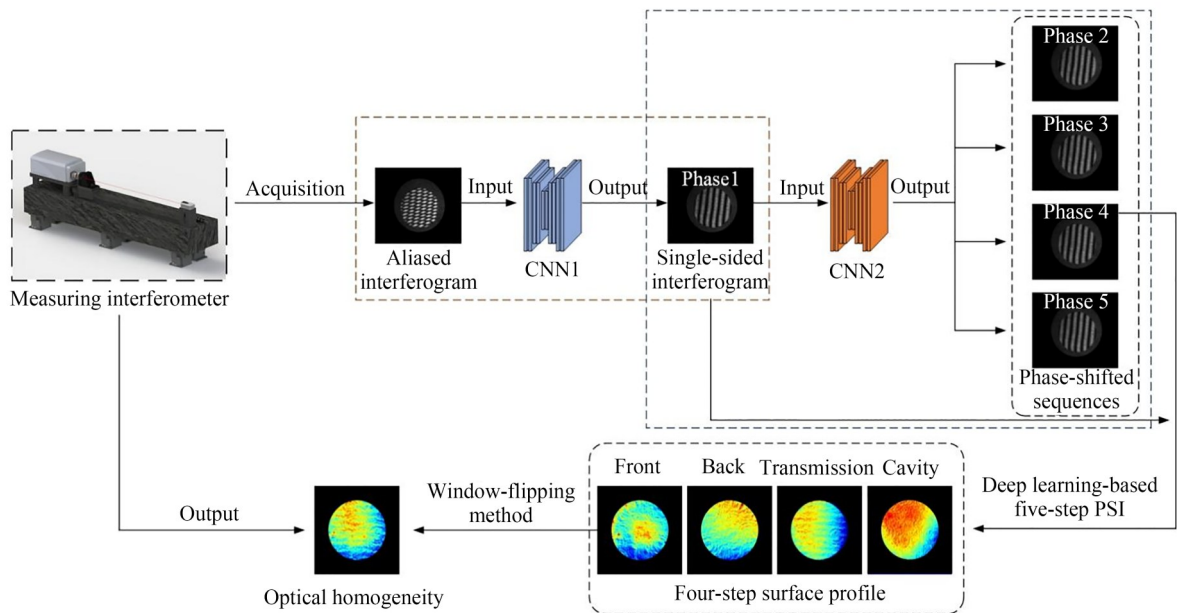 Phase 2
Phase 3
Phase 4
Phase 5
Phase-shifted
sequences
Acquisition
Input
Output
Phase1
Input
Output
Aliased
interferogram
CNN1
Single-sided
interferogram
CNN2
Measuring interferometer
Front
Back
Transmission
Cavity
Deep learning-based
five-step PSI
Window-flipping
method
Output
Optical homogeneity
Four-step surface profile